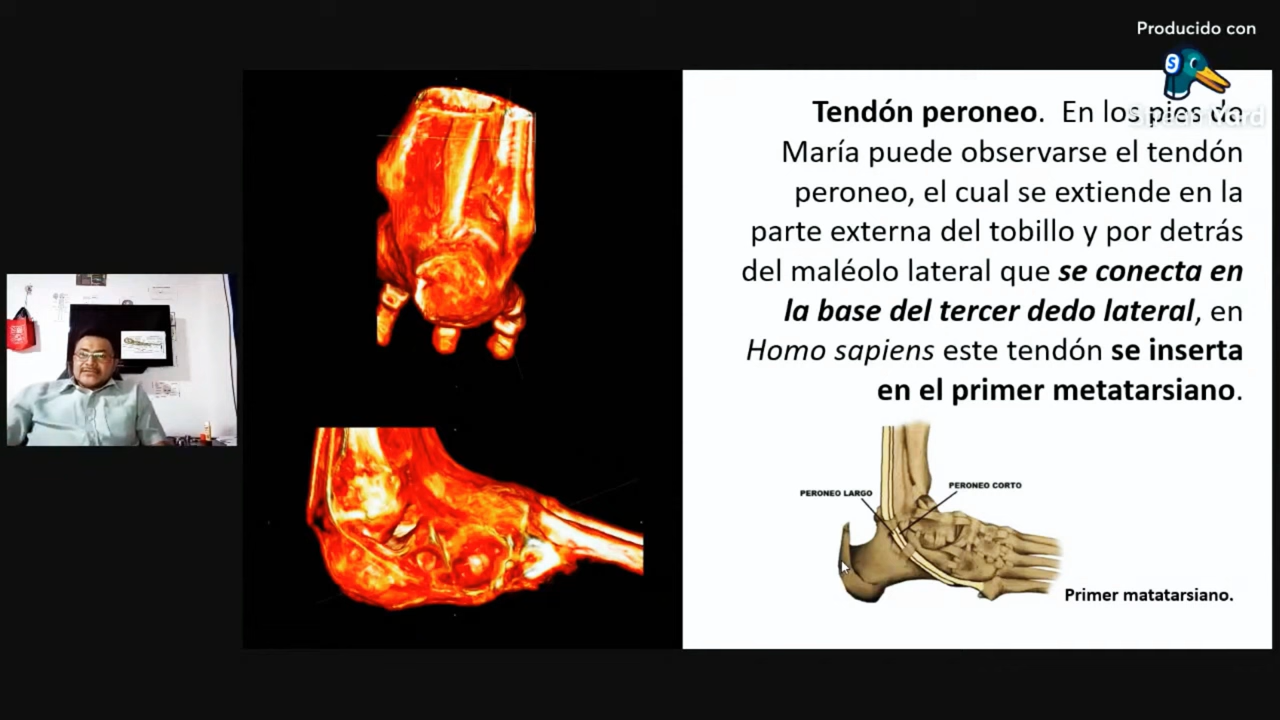 Producido con
Tendón peroneo. En los pies de
María puede observarse el tendón
peroneo, el cual se extiende en la
parte externa del tobillo y por detrás
del maléolo lateral que se conecta en
la base del tercer dedo lateral, en
Homo sapiens este tendón se inserta
en el primer metatarsiano.
PERONEO LARGO
PERONEO CORTO
Primer matatarsiano.